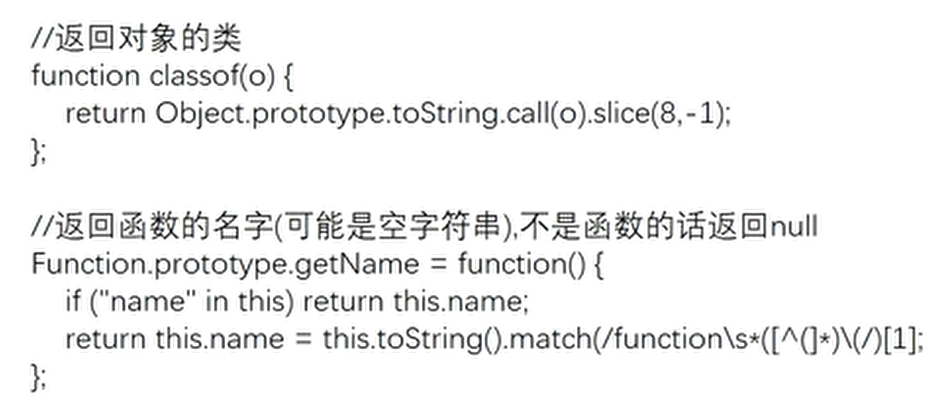 //返回对象的类
function classof(o) {
return Object.prototype.toString.call(o).slice(8,-1);
};
//返回函数的名字(可能是空字符串),不是函数的话返回null
Function.prototype.getName = function() {
if ("name" in this) return this.name;
return this.name = this.toString().match(/function\s*([^(]*)\(/)[1];
};